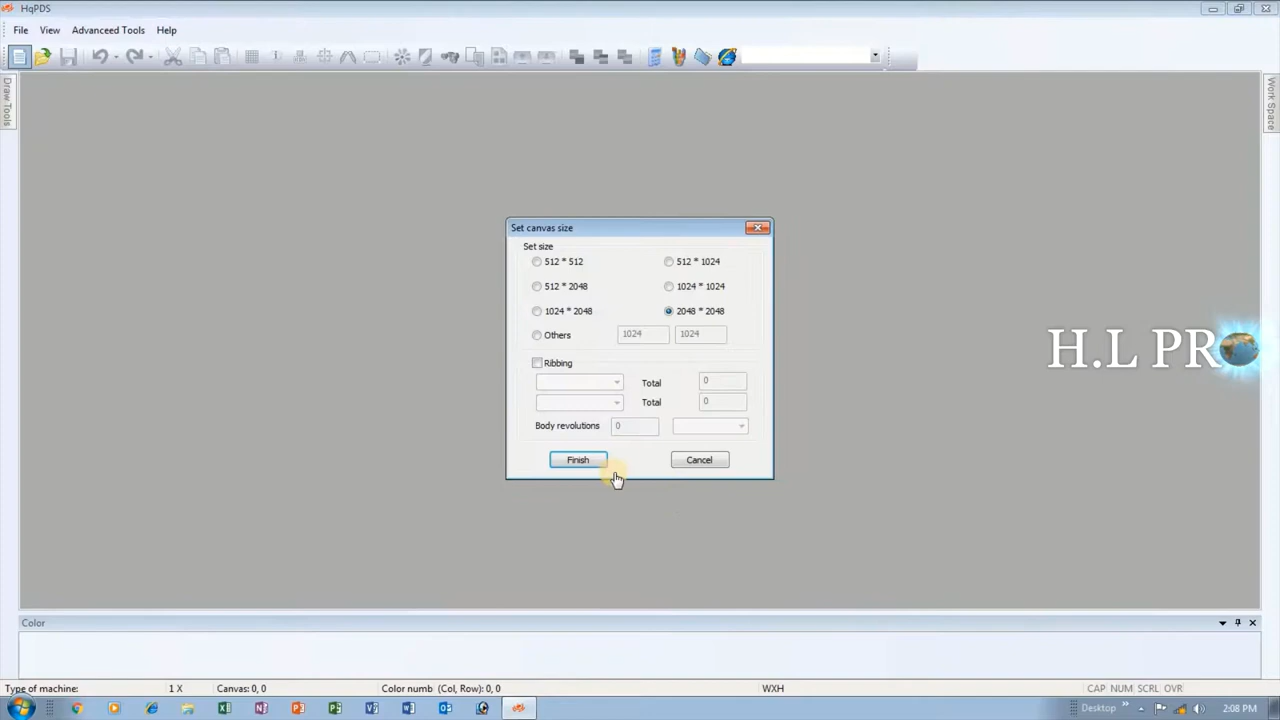 HqPDS
File View Advanceed Tools Help
Draw Tools
Work Space
Set canvas size
Set size
512 * 512 512 * 1024
512 * 2048 1024 * 1024
1024 * 2048 2048 * 2048
Others 1024 1024
Ribbing
Total 0
Total 0
Body revolutions 0
Finish Cancel
H.L PR
Color
Type of machine: 1 X Canvas: 0, 0 Color numb (Col, Row): 0, 0 WXH CAP NUM SCRL OVR
Desktop 2:08 PM